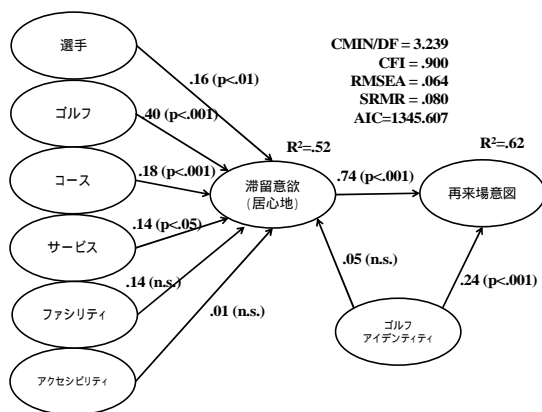 選手
ゴルフ
コース
サービス
ファシリティ
アクセシビリティ
.16 (p<.01)
.40 (p<.001)
.18 (p<.001)
.14 (p<.05)
.14 (n.s.)
.01 (n.s.)
CMIN/DF = 3.239
CFI = .900
RMSEA = .064
SRMR = .080
AIC=1345.607
R²=.52
滞留意欲
(居心地)
.74 (p<.001)
R²=.62
再来場意図
.05 (n.s.)
.24 (p<.001)
ゴルフ
アイデンティティ